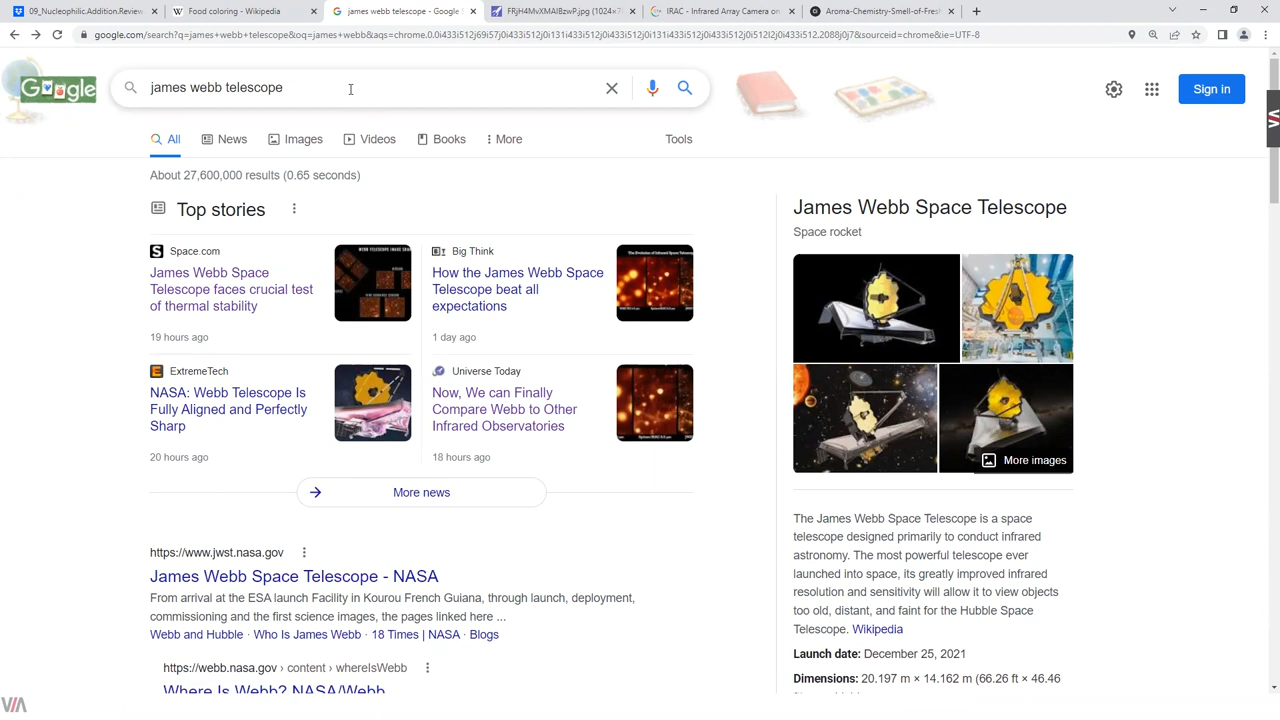 09_Nucleophilic.Addition.Review
Food coloring - Wikipedia
james webb telescope - Google S
FRjH4MvXMAIBzwP.jpg (1024×7
IRAC - Infrared Array Camera on
Aroma-Chemistry-Smell-of-Fresh
google.com/search?q=james+webb+telescope&oq=james+webb&aqs=chrome.0.0i433i512j69i57j0i131i433i512j0i433i512j0i131i433i512j0i433i512l2j0i512.2088j0j7&sourceid=chrome&ie=UTF-8
james webb telescope
Sign in
All
News
Images
Videos
Books
More
Tools
About 27,600,000 results (0.65 seconds)
Top stories
Space.com
James Webb Space
Telescope faces crucial test
of thermal stability
19 hours ago
Big Think
How the James Webb Space
Telescope beat all
expectations
1 day ago
ExtremeTech
NASA: Webb Telescope Is
Fully Aligned and Perfectly
Sharp
20 hours ago
Universe Today
Now, We can Finally
Compare Webb to Other
Infrared Observatories
18 hours ago
More news
https://www.jwst.nasa.gov
James Webb Space Telescope - NASA
From arrival at the ESA launch Facility in Kourou French Guiana, through launch, deployment,
commissioning and the first science images, the pages linked here ...
Webb and Hubble · Who Is James Webb · 18 Times | NASA · Blogs
https://webb.nasa.gov › content › whereIsWebb
Where Is Webb? NASA/Webb
James Webb Space Telescope
Space rocket
More images
The James Webb Space Telescope is a space
telescope designed primarily to conduct infrared
astronomy. The most powerful telescope ever
launched into space, its greatly improved infrared
resolution and sensitivity will allow it to view objects
too old, distant, and faint for the Hubble Space
Telescope. Wikipedia
Launch date: December 25, 2021
Dimensions: 20.197 m × 14.162 m (66.26 ft × 46.46
VIA